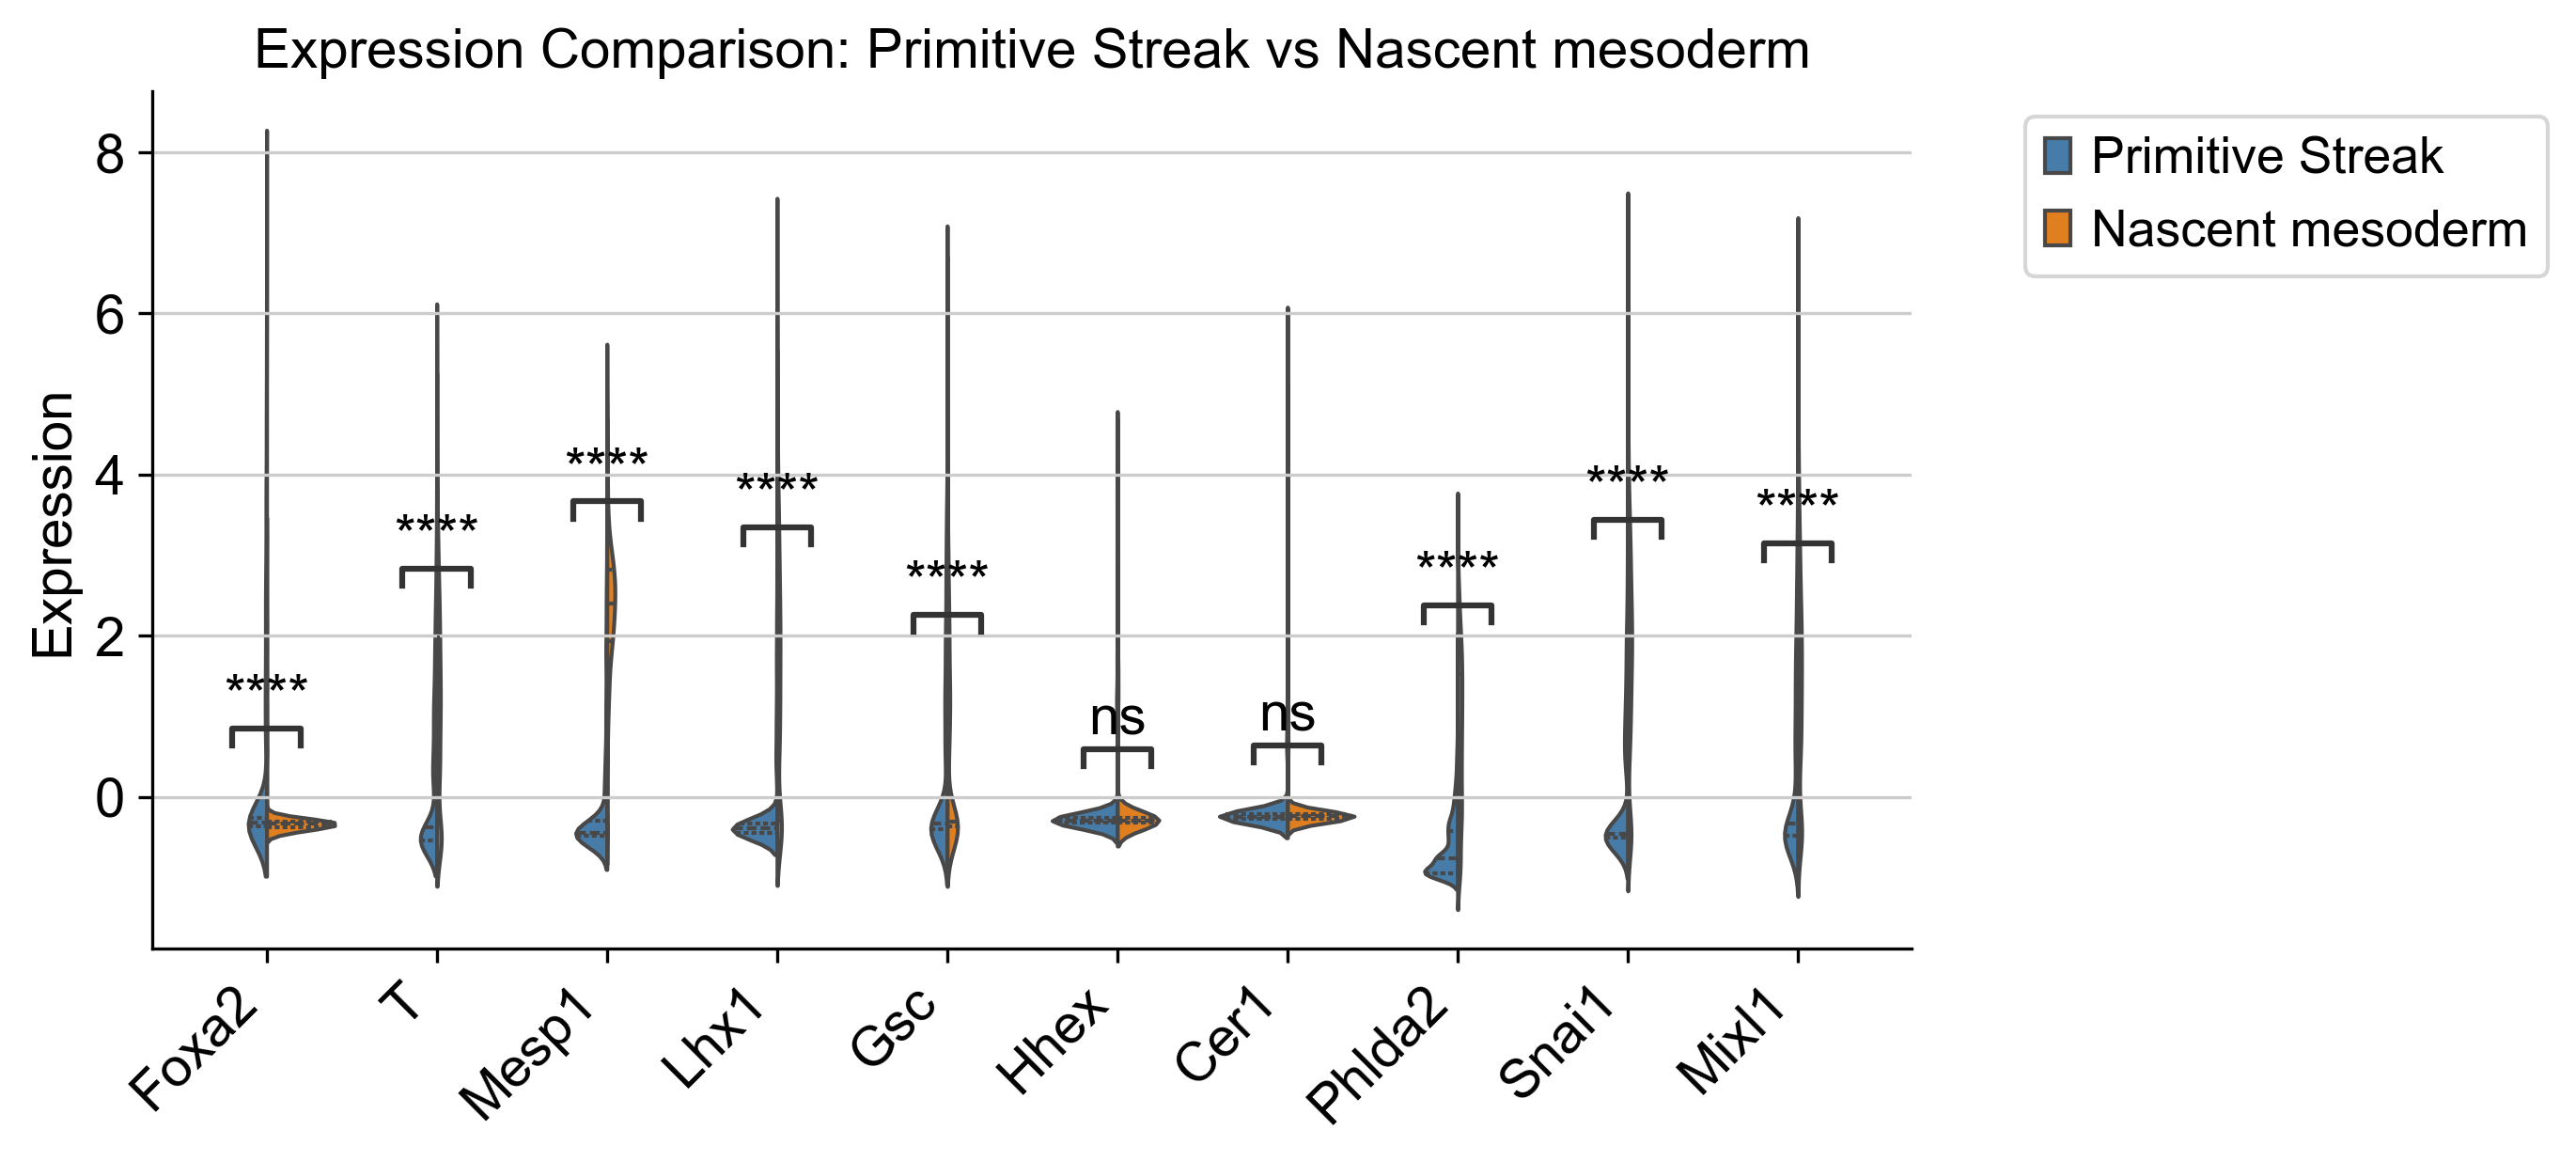 Expression Comparison: Primitive Streak vs Nascent mesoderm
Primitive Streak
Nascent mesoderm
Expression
8
6
4
2
0
****
****
****
****
****
ns
ns
****
****
****
Foxa2
T
Mesp1
Lhx1
Gsc
Hhex
Cer1
Phlda2
Snai1
Mixl1